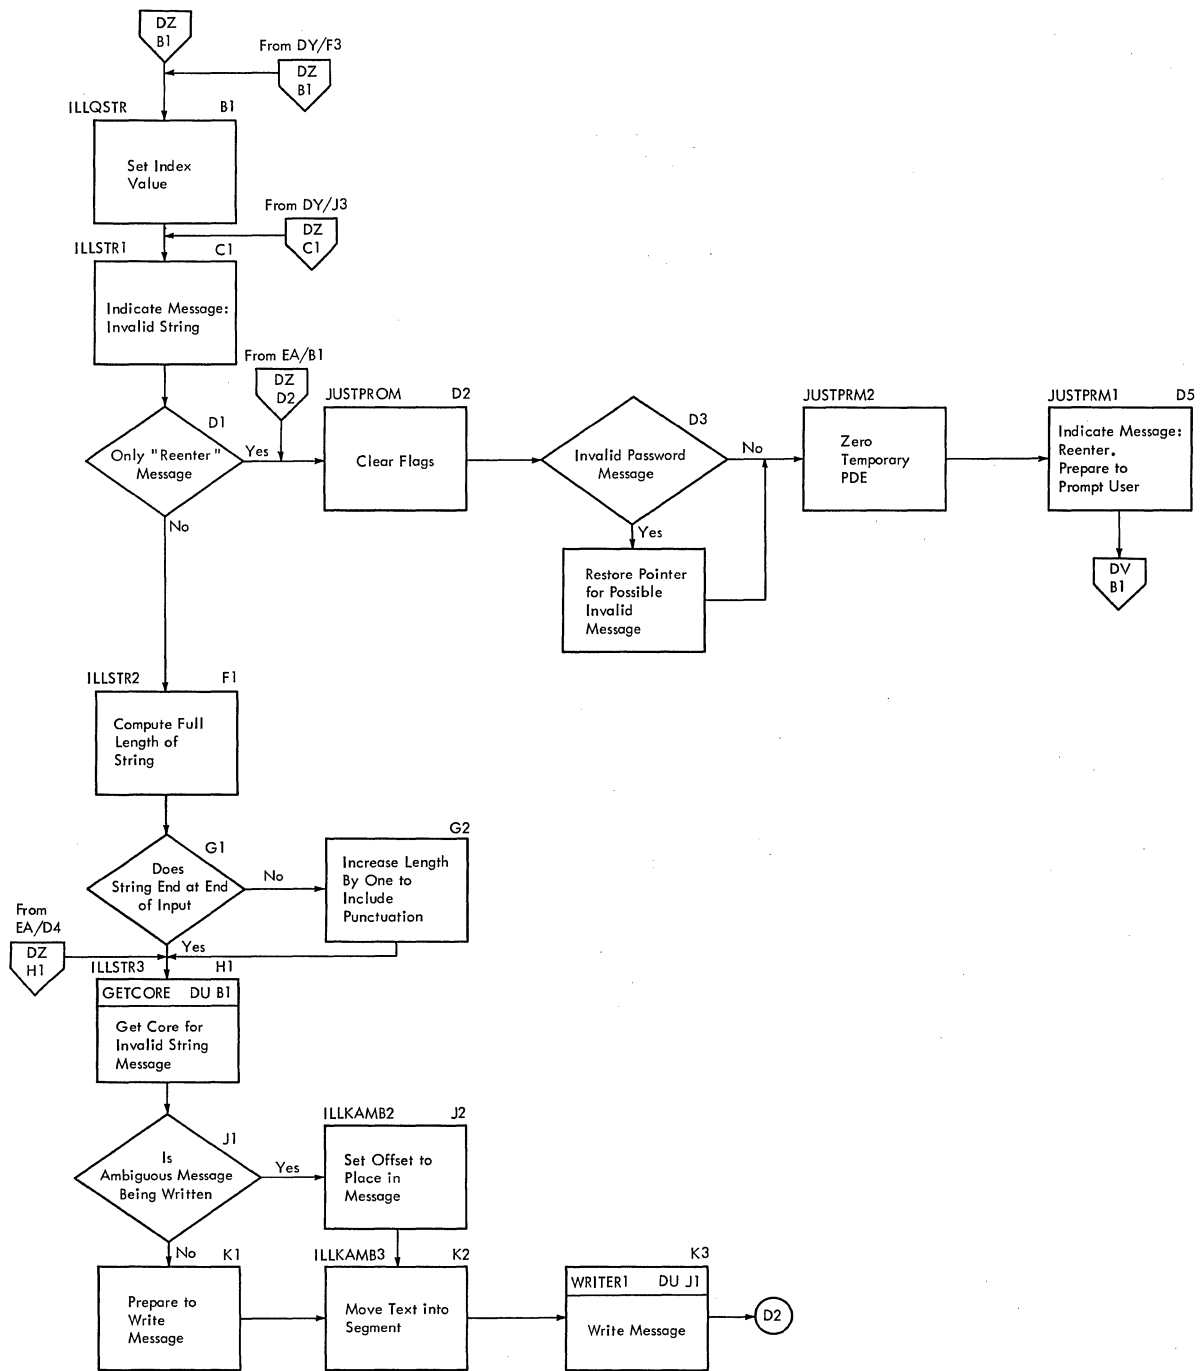 DZ
B1
From DY/F3
DZ
B1
ILLQSTR B1
Set Index
Value
From DY/J3
DZ
C1
ILLSTR1 C1
Indicate Message:
Invalid String
From EA/B1
DZ
D2
D1
Only "Reenter"
Message
Yes
No
JUSTPROM D2
Clear Flags
D3
Invalid Password
Message
No
Yes
Restore Pointer
for Possible
Invalid
Message
JUSTPRM2
Zero
Temporary
PDE
JUSTPRM1 D5
Indicate Message:
Reenter.
Prepare to
Prompt User
DV
B1
ILLSTR2 F1
Compute Full
Length of
String
G1
Does
String End at End
of Input
No
Yes
G2
Increase Length
By One to
Include
Punctuation
From
EA/D4
DZ
H1
ILLSTR3 H1
GETCORE DU B1
Get Core for
Invalid String
Message
J1
Is
Ambiguous Message
Being Written
Yes
No
ILLKAMB2 J2
Set Offset to
Place in
Message
K1
Prepare to
Write
Message
ILLKAMB3 K2
Move Text into
Segment
K3
WRITER1 DU J1
Write Message
D2